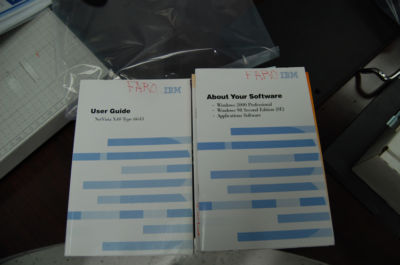 FARO IBM
User Guide
NetVista X40 Type 6643
FARO IBM
About Your Software
- Windows 2000 Professional
- Windows 98 Second Edition (SE)
- Applications Software